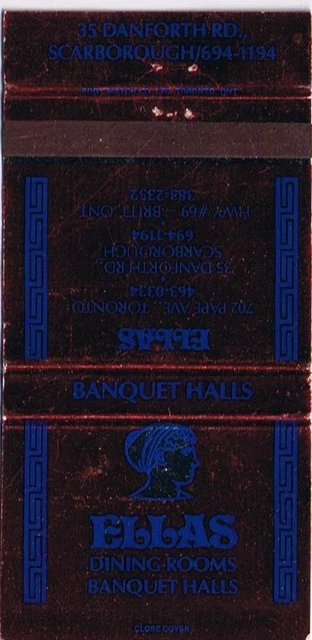 35 DANFORTH RD.,
SCARBOROUGH/694-1194
ELLAS
702 PAPE AVE. TORONTO
463-0334
35 DANFORTH RD.
SCARBOROUGH
694-1194
HWY #69 - BRITT, ONT.
383-2352
BANQUET HALLS
ELLAS
DINING·ROOMS
BANQUET HALLS
CLOSE COVER